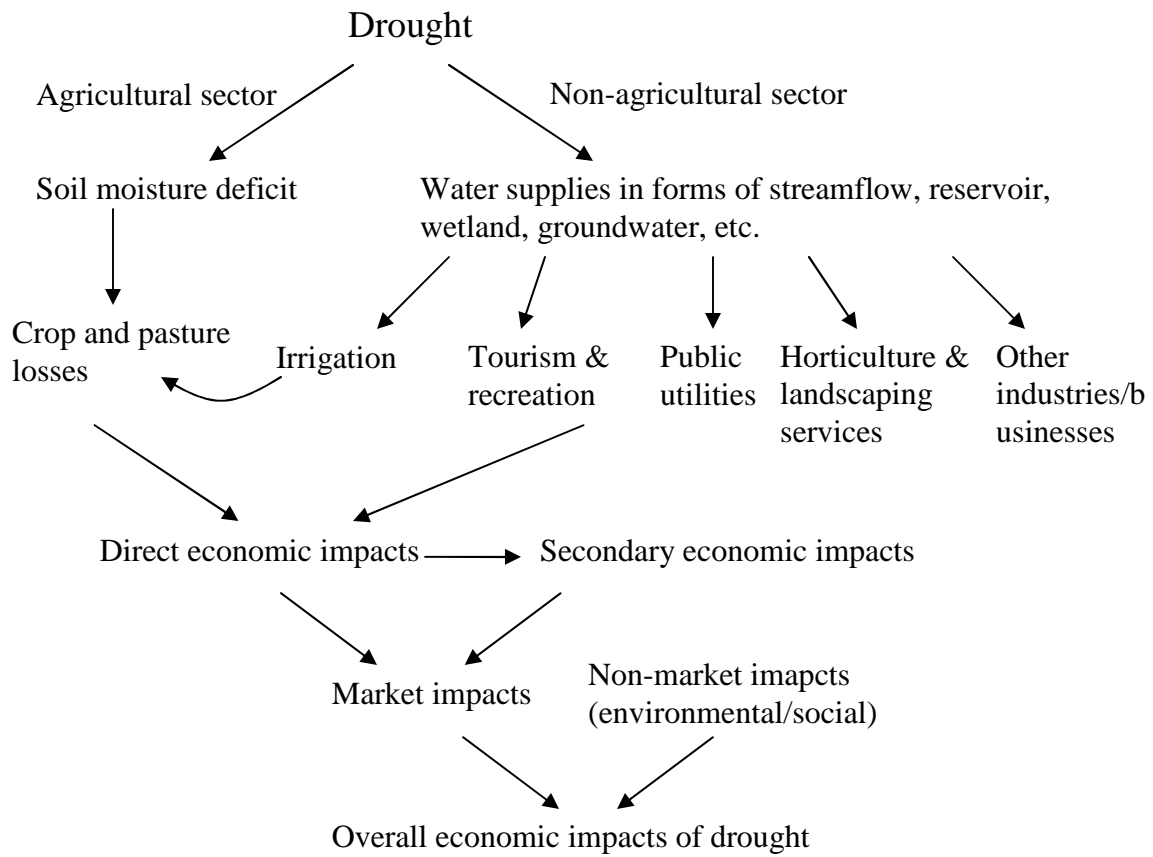 Drought
Agricultural sector
Non-agricultural sector
Soil moisture deficit
Water supplies in forms of streamflow, reservoir,
wetland, groundwater, etc.
Crop and pasture
losses
Irrigation
Tourism &
recreation
Public
utilities
Horticulture &
landscaping
services
Other
industries/b
usinesses
Direct economic impacts
Secondary economic impacts
Market impacts
Non-market imapcts
(environmental/social)
Overall economic impacts of drought